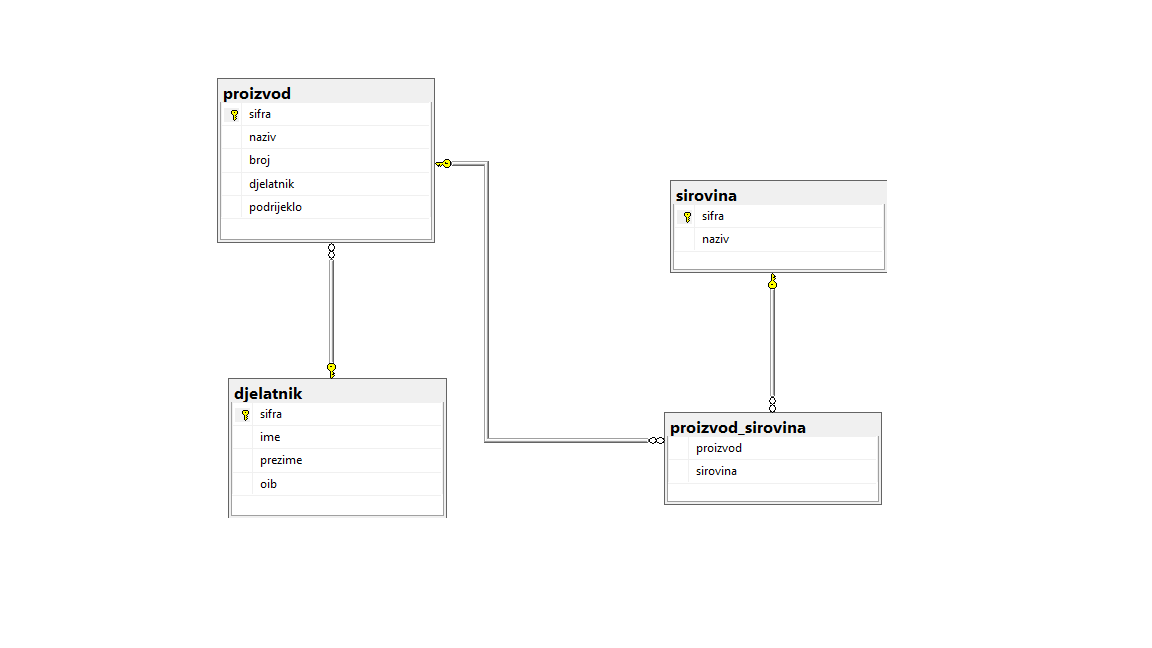 proizvod
sifra
naziv
broj
djelatnik
podrijeklo
sirovina
sifra
naziv
djelatnik
sifra
ime
prezime
oib
proizvod_sirovina
proizvod
sirovina